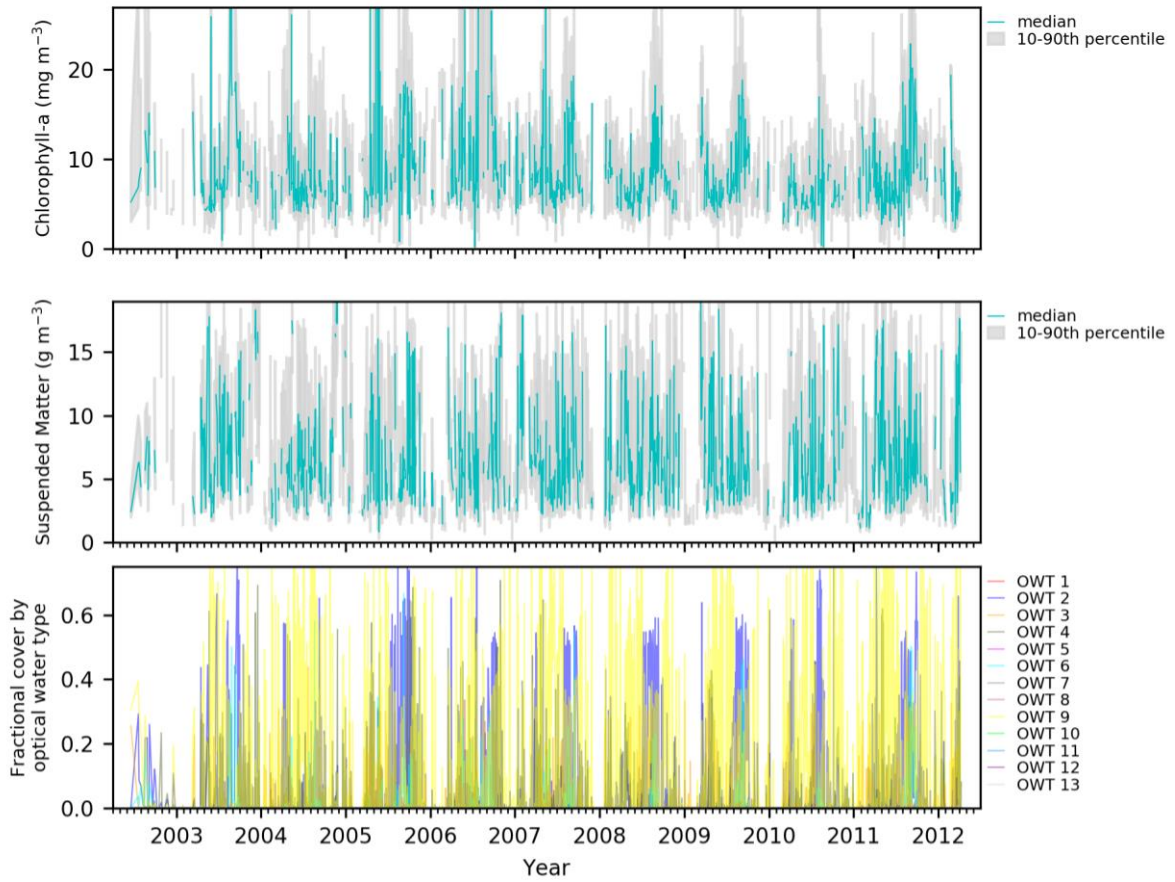 Chlorophyll-a (mg m⁻³)
20
10
0
median
10-90th percentile
Suspended Matter (g m⁻³)
15
10
5
0
median
10-90th percentile
Fractional cover by
optical water type
0.6
0.4
0.2
0.0
OWT 1
OWT 2
OWT 3
OWT 4
OWT 5
OWT 6
OWT 7
OWT 8
OWT 9
OWT 10
OWT 11
OWT 12
OWT 13
2003 2004 2005 2006 2007 2008 2009 2010 2011 2012
Year